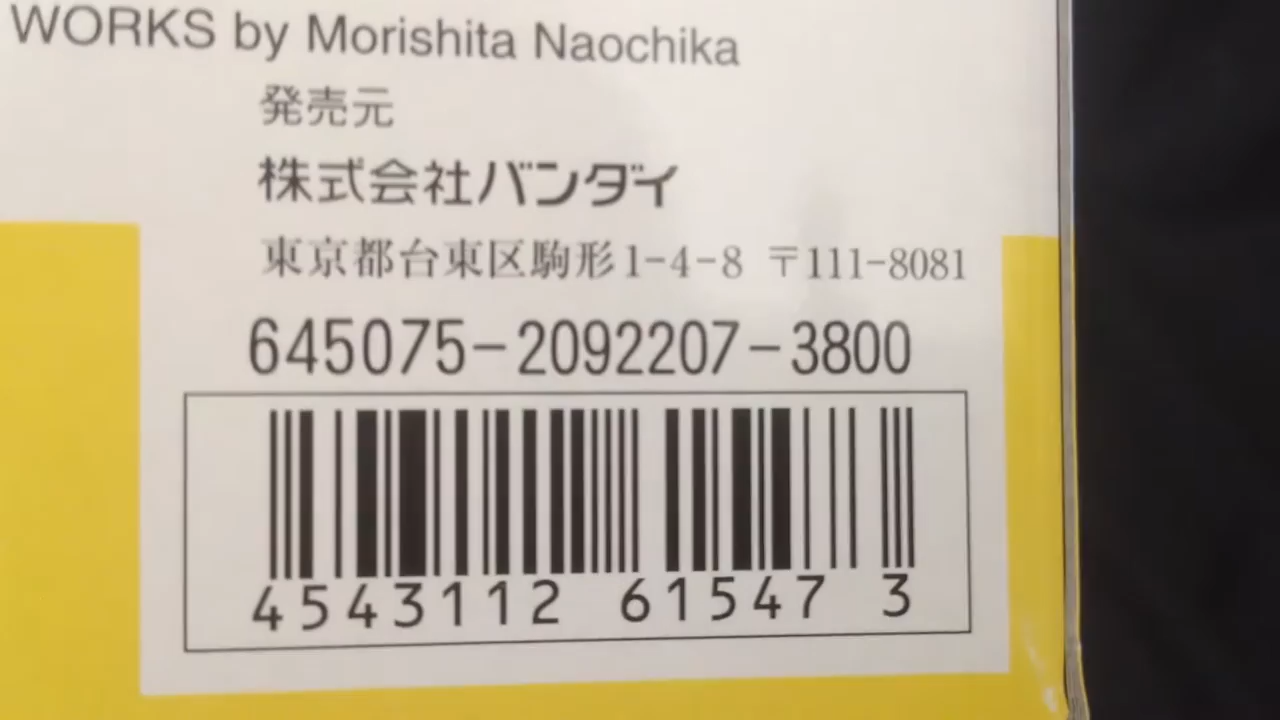 WORKS by Morishita Naochika
発売元
株式会社バンダイ
東京都台東区駒形1-4-8 〒111-8081
645075-2092207-3800
4543112 61547 3